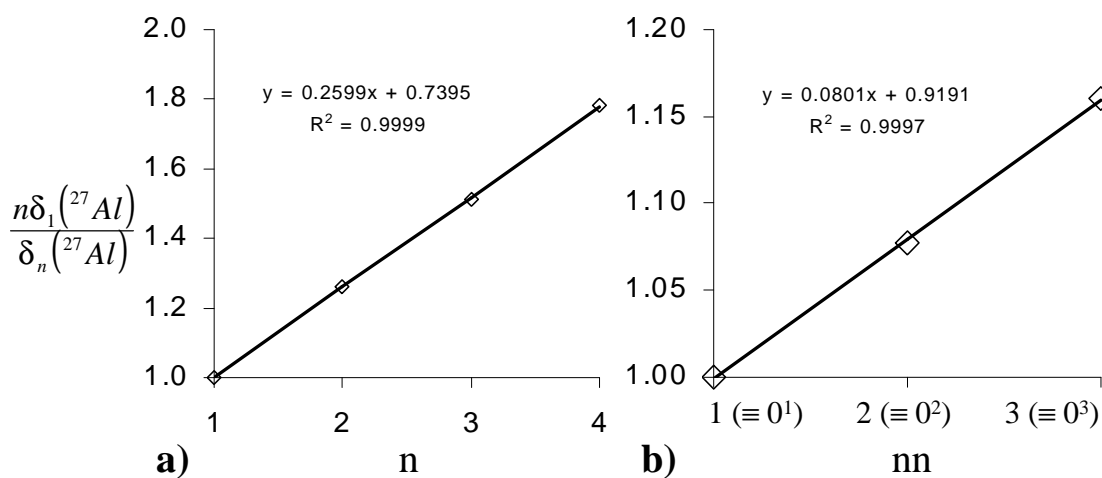 2.0
1.8
1.6
1.4
1.2
1.0
y = 0.2599x + 0.7395
R² = 0.9999
nδ₁(²⁷Al)
δₙ(²⁷Al)
1 2 3 4
a) n
1.20
1.15
1.10
1.05
1.00
y = 0.0801x + 0.9191
R² = 0.9997
1 (≡ 0¹) 2 (≡ 0²) 3 (≡ 0³)
b) nn